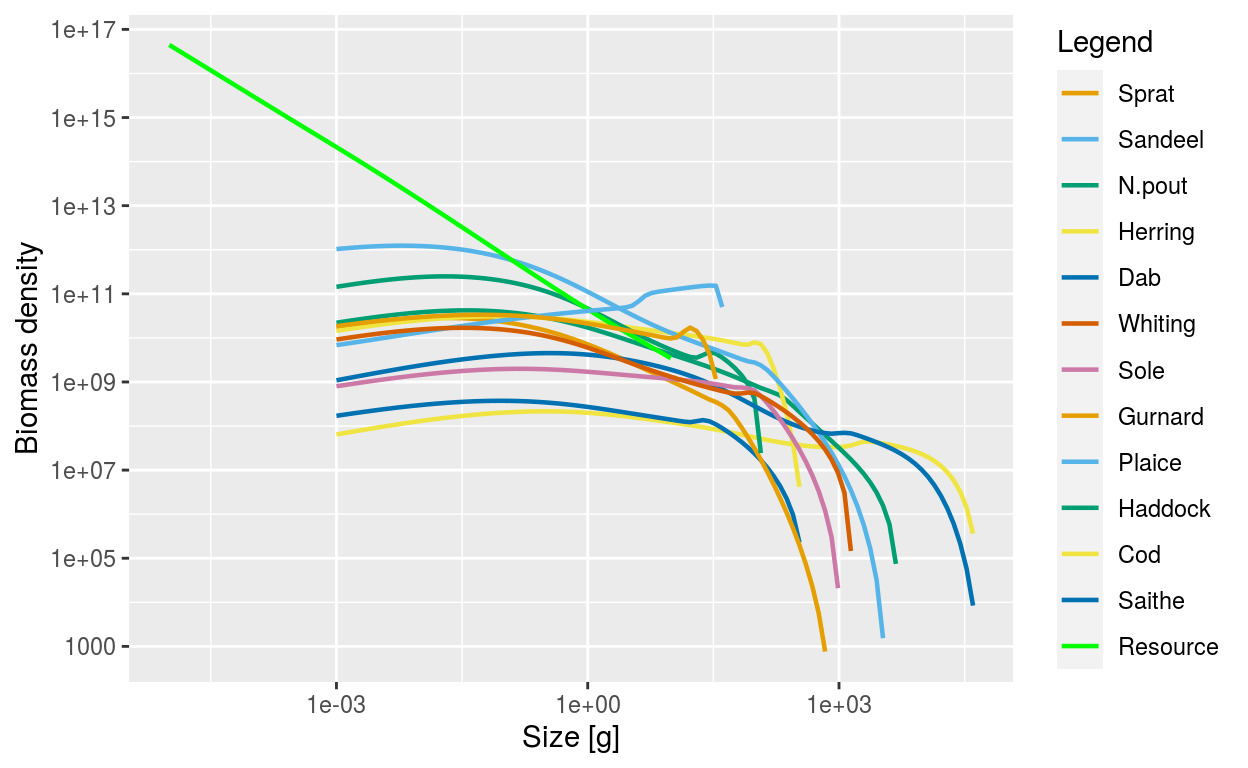 1e+17
1e+15
1e+13
1e+11
1e+09
1e+07
1e+05
1000
Biomass density
1e-03 1e+00 1e+03
Size [g]
Legend
Sprat
Sandeel
N.pout
Herring
Dab
Whiting
Sole
Gurnard
Plaice
Haddock
Cod
Saithe
Resource